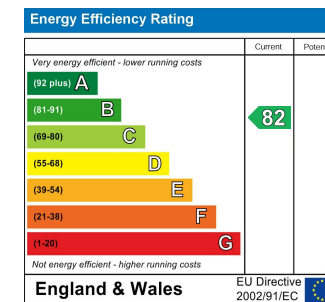 Energy Efficiency Rating
Current Poten
Very energy efficient - lower running costs
(92 plus) A
(81-91) B
82
(69-80) C
(55-68) D
(39-54) E
(21-38) F
(1-20) G
Not energy efficient - higher running costs
England & Wales
EU Directive
2002/91/EC